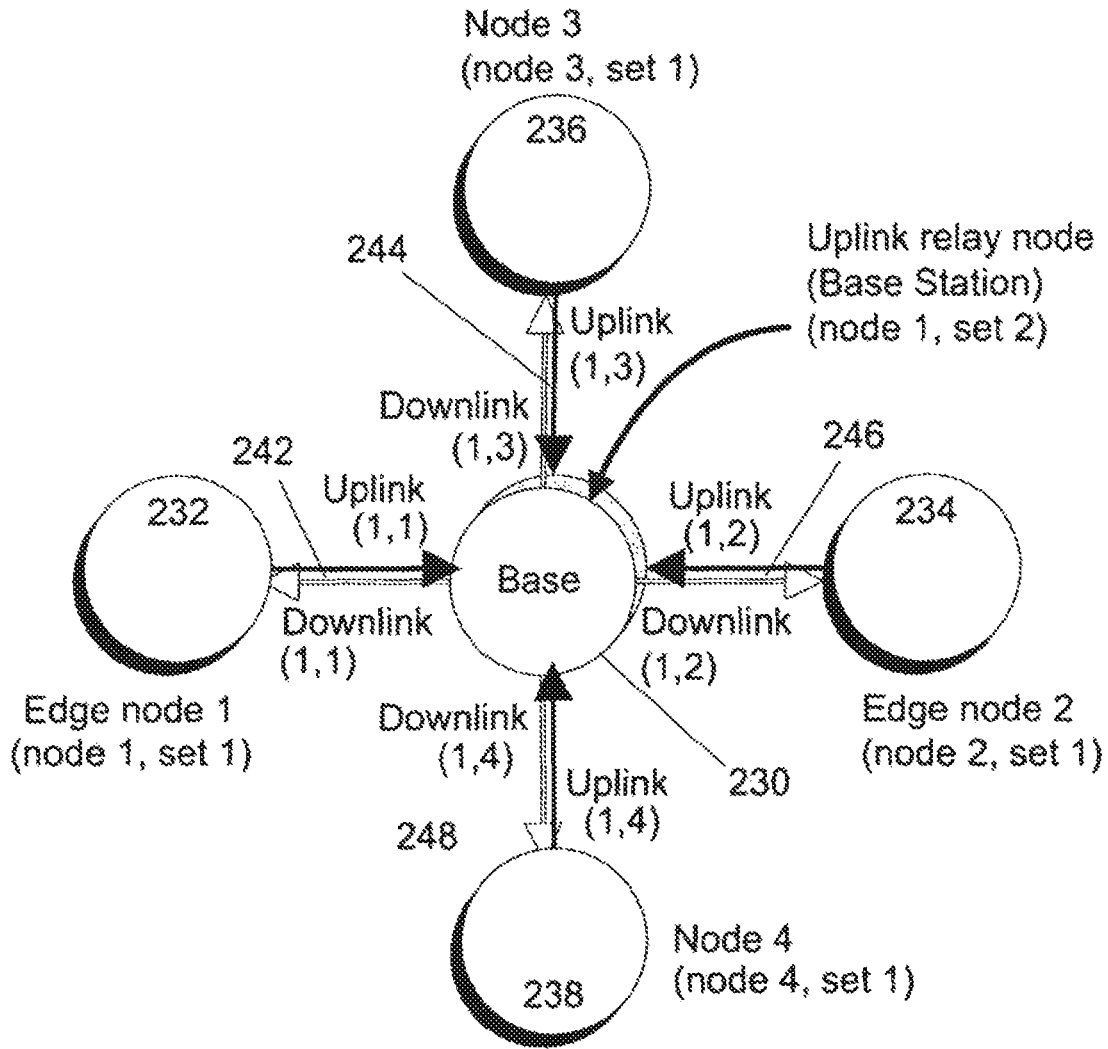 Node 3
(node 3, set 1)
236
244
Uplink relay node
(Base Station)
(node 1, set 2)
Uplink
(1,3)
Downlink
(1,3)
242
246
232
Uplink
(1,1)
Uplink
(1,2)
234
Base
Downlink
(1,1)
Downlink
(1,2)
Edge node 1
(node 1, set 1)
Downlink
(1,4)
Edge node 2
(node 2, set 1)
230
Uplink
(1,4)
248
Node 4
(node 4, set 1)
238